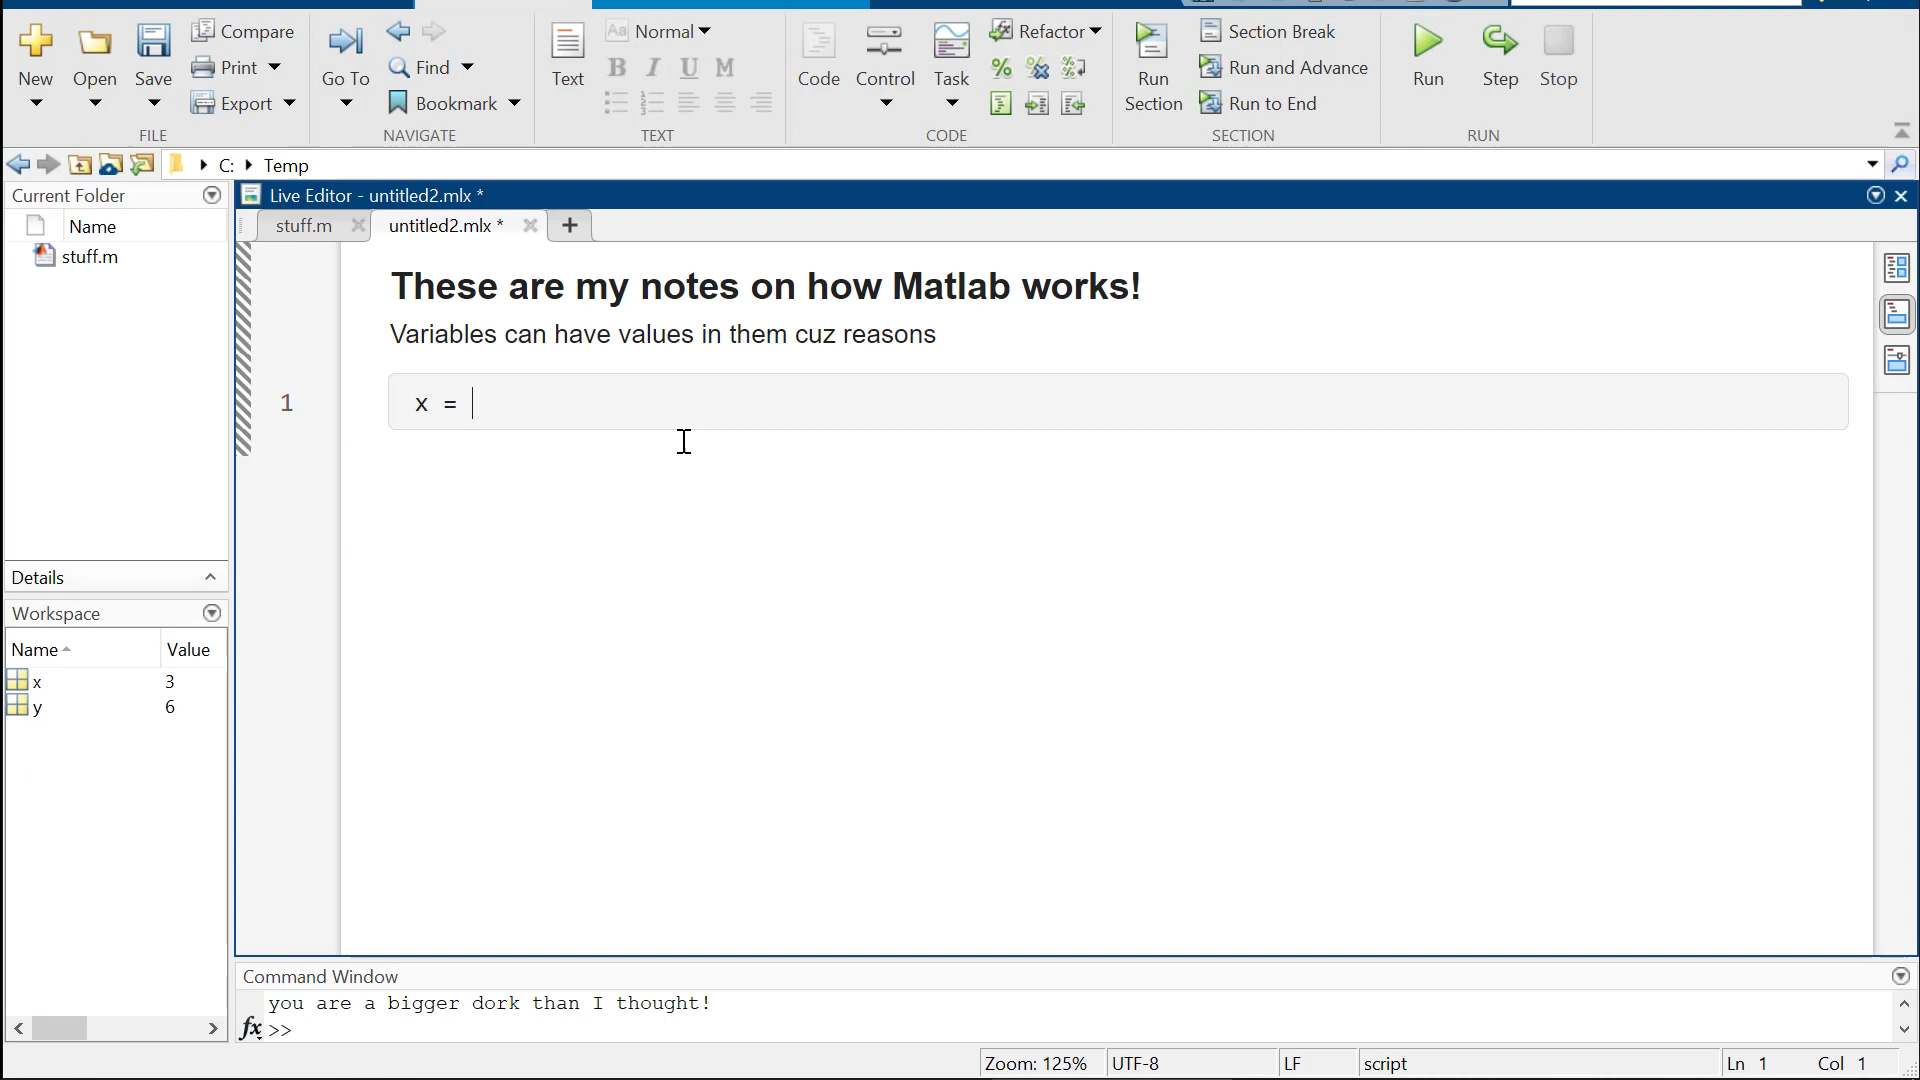 New
Open
Save
Compare
Print
Export
FILE
Go To
Find
Bookmark
NAVIGATE
Text
Aa Normal
B I U M
TEXT
Code
Control
Task
Refactor
CODE
Run
Section
Section Break
Run and Advance
Run to End
SECTION
Run
Step
Stop
RUN
C: Temp
Current Folder
Name
stuff.m
Details
Workspace
Name Value
x 3
y 6
Live Editor - untitled2.mlx *
stuff.m
untitled2.mlx *
+
These are my notes on how Matlab works!
Variables can have values in them cuz reasons
1
x =
Command Window
you are a bigger dork than I thought!
fx >>
Zoom: 125% UTF-8 LF script Ln 1 Col 1